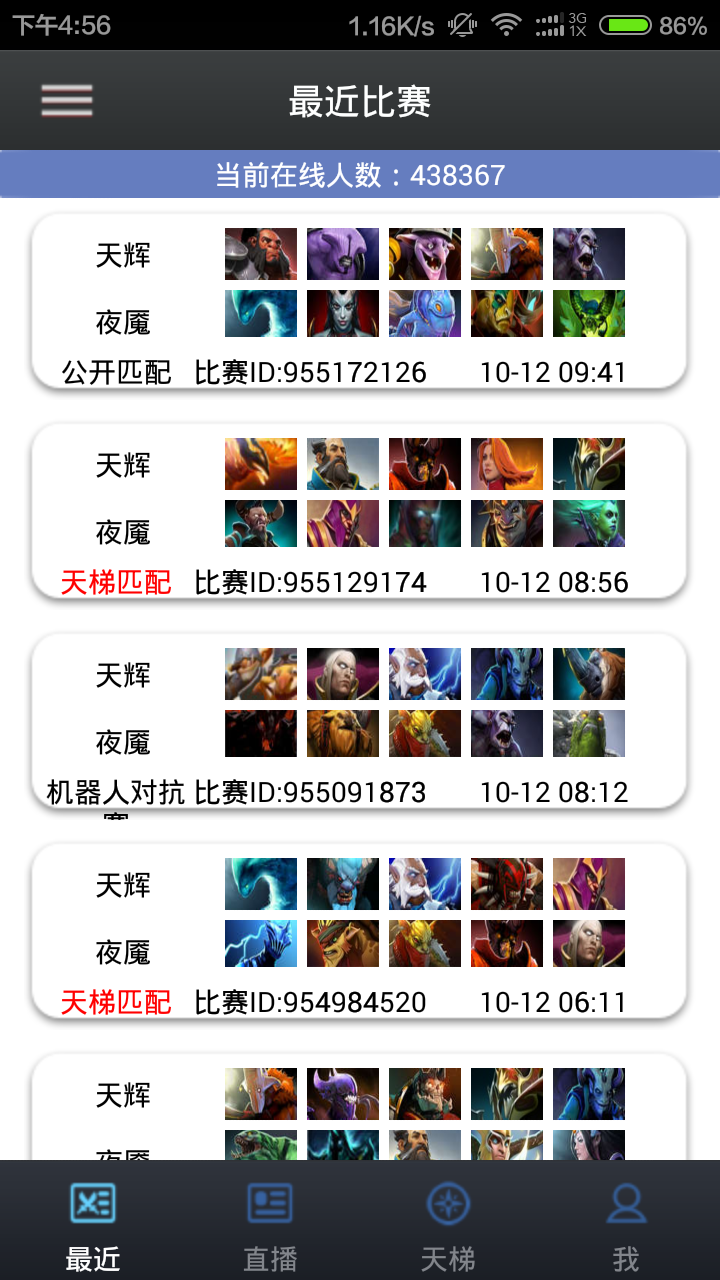 下午4:56 1.16K/s 3G 1X 86%
最近比赛
当前在线人数：438367
天辉
夜魇
公开匹配 比赛ID:955172126 10-12 09:41
天辉
夜魇
天梯匹配 比赛ID:955129174 10-12 08:56
天辉
夜魇
机器人对抗赛 比赛ID:955091873 10-12 08:12
天辉
夜魇
天梯匹配 比赛ID:954984520 10-12 06:11
天辉
夜魇
最近 直播 天梯 我